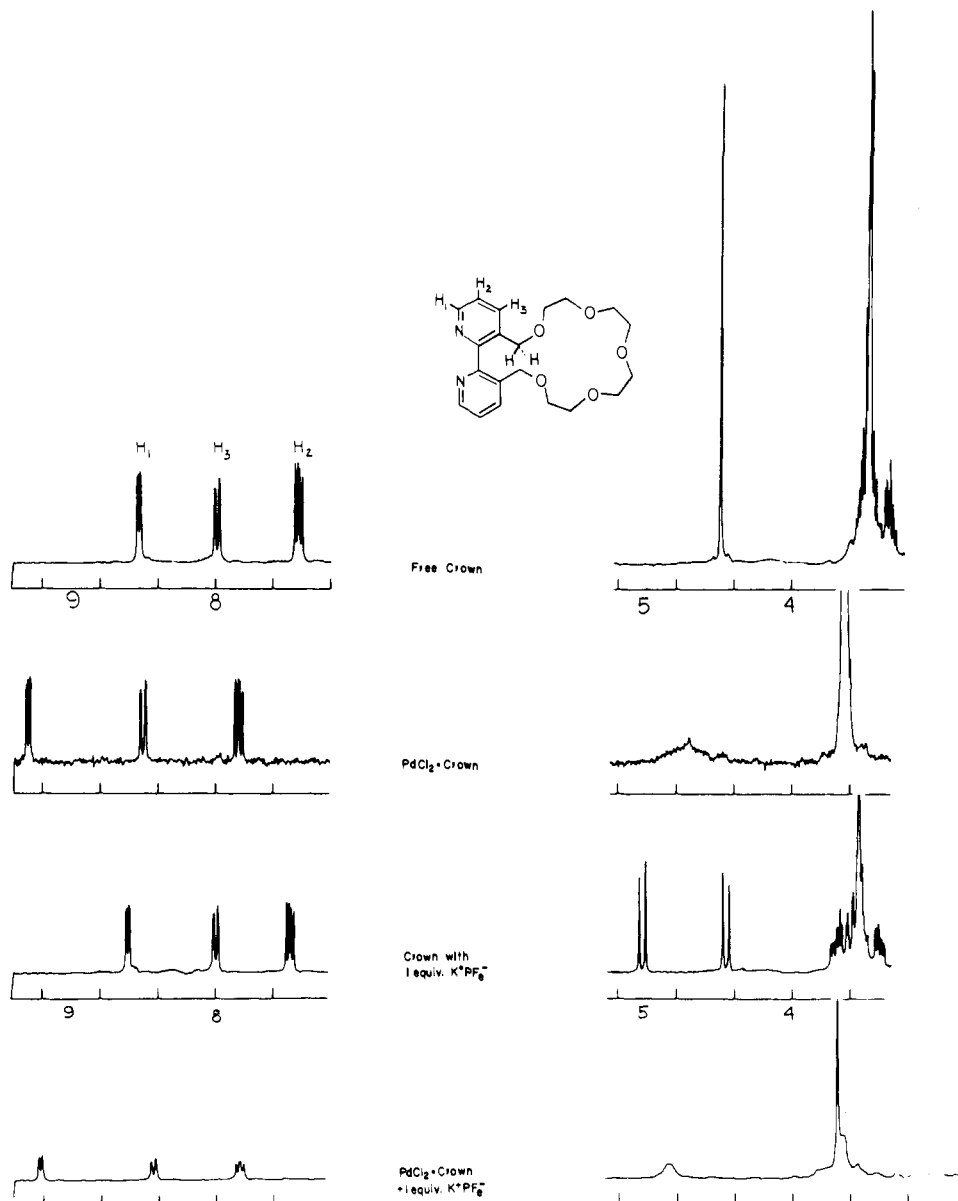 H₂
H₁
H₃
O
O
N
O
H H
N
O
O
H₁ H₃ H₂
Free Crown
9 8
5 4
PdCl₂•Crown
Crown with
1 equiv. K⁺PF₆⁻
9 8
5 4
PdCl₂•Crown
+1 equiv. K⁺PF₆⁻